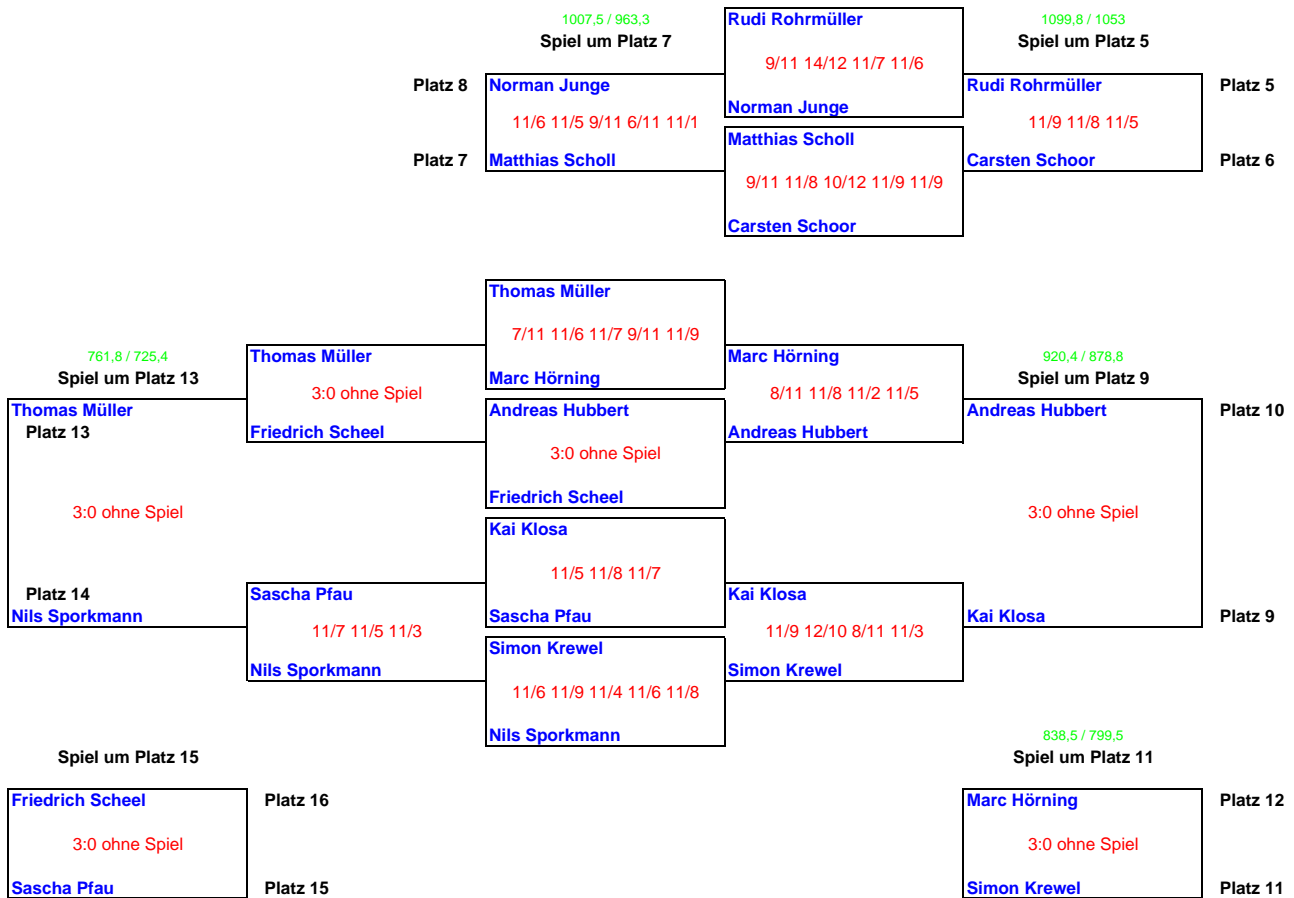 1007,5 / 963,3
Spiel um Platz 7
Rudi Rohrmüller
1099,8 / 1053
Spiel um Platz 5
9/11 14/12 11/7 11/6
Platz 8
Norman Junge
Rudi Rohrmüller
Platz 5
Norman Junge
11/6 11/5 9/11 6/11 11/1
11/9 11/8 11/5
Matthias Scholl
Platz 7
Matthias Scholl
Carsten Schoor
Platz 6
9/11 11/8 10/12 11/9 11/9
Carsten Schoor
Thomas Müller
7/11 11/6 11/7 9/11 11/9
761,8 / 725,4
Thomas Müller
Marc Hörning
920,4 / 878,8
Spiel um Platz 13
Marc Hörning
Spiel um Platz 9
3:0 ohne Spiel
8/11 11/8 11/2 11/5
Thomas Müller
Andreas Hubbert
Andreas Hubbert
Platz 10
Platz 13
Friedrich Scheel
Andreas Hubbert
3:0 ohne Spiel
Friedrich Scheel
3:0 ohne Spiel
3:0 ohne Spiel
Kai Klosa
11/5 11/8 11/7
Platz 14
Sascha Pfau
Kai Klosa
Nils Sporkmann
Sascha Pfau
Kai Klosa
Platz 9
11/7 11/5 11/3
11/9 12/10 8/11 11/3
Simon Krewel
Nils Sporkmann
Simon Krewel
11/6 11/9 11/4 11/6 11/8
Nils Sporkmann
838,5 / 799,5
Spiel um Platz 15
Spiel um Platz 11
Friedrich Scheel
Platz 16
Marc Hörning
Platz 12
3:0 ohne Spiel
3:0 ohne Spiel
Sascha Pfau
Platz 15
Simon Krewel
Platz 11